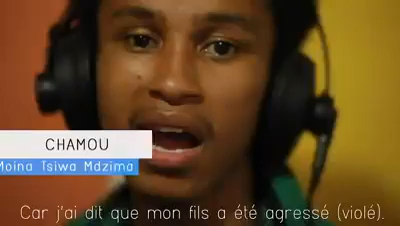 CHAMOU
Moina Tsiwa Mdzima
Car j'ai dit que mon fils a été agressé (violé).